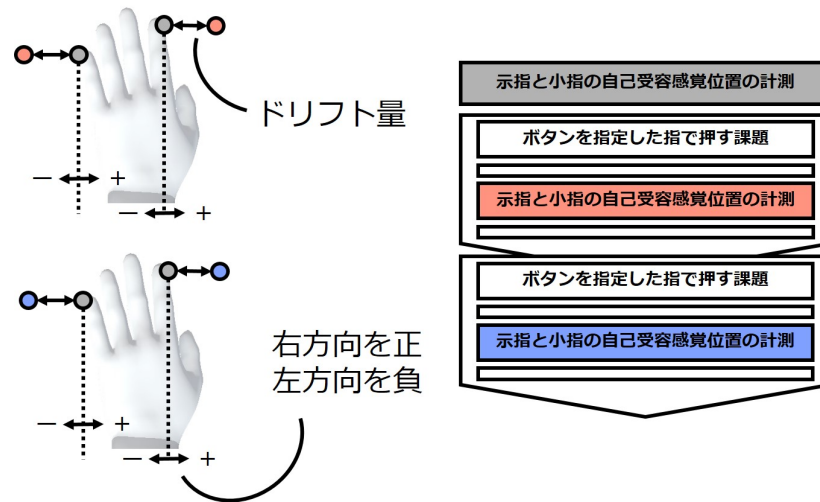 ドリフト量
－ ＋
－ ＋
右方向を正
左方向を負
－ ＋
－ ＋
示指と小指の自己受容感覚位置の計測
ボタンを指定した指で押す課題
示指と小指の自己受容感覚位置の計測
ボタンを指定した指で押す課題
示指と小指の自己受容感覚位置の計測